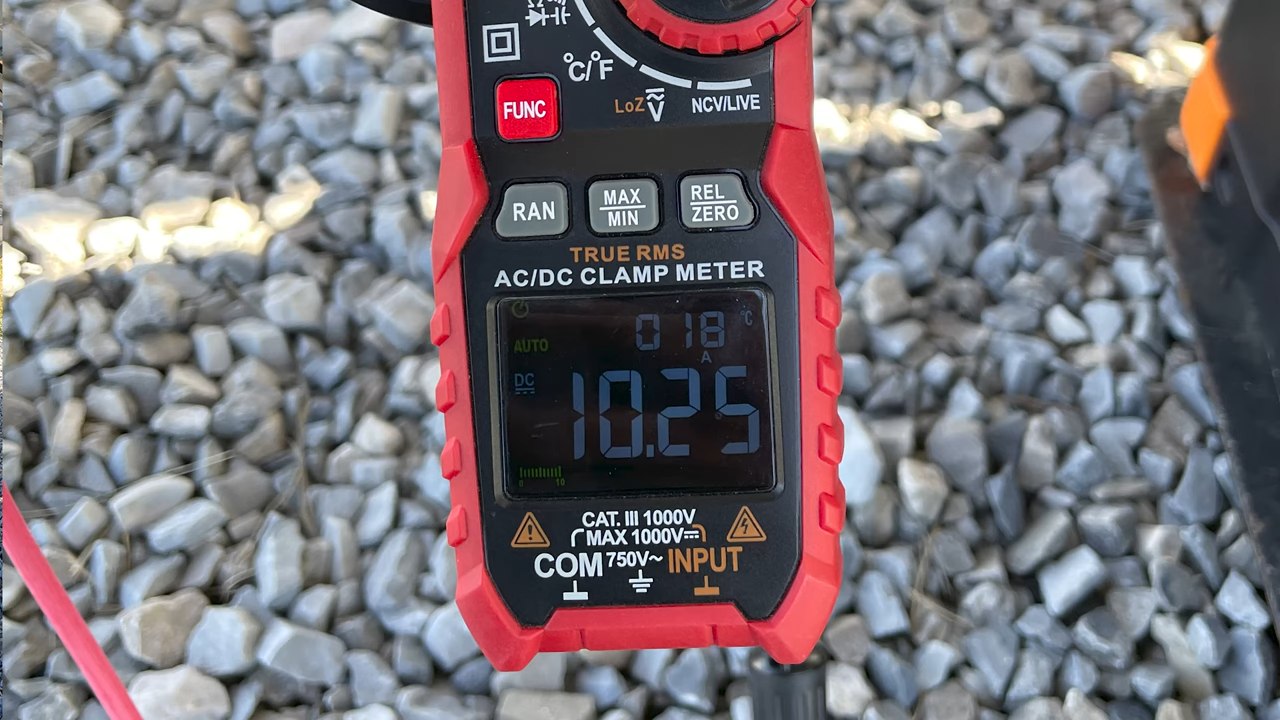 °C/°F
FUNC
LoZ V
NCV/LIVE
RAN
MAX
MIN
REL
ZERO
TRUE RMS
AC/DC CLAMP METER
018 °C
AUTO
A
DC
10.25
0 10
CAT. III 1000V
MAX 1000V
COM 750V~ INPUT